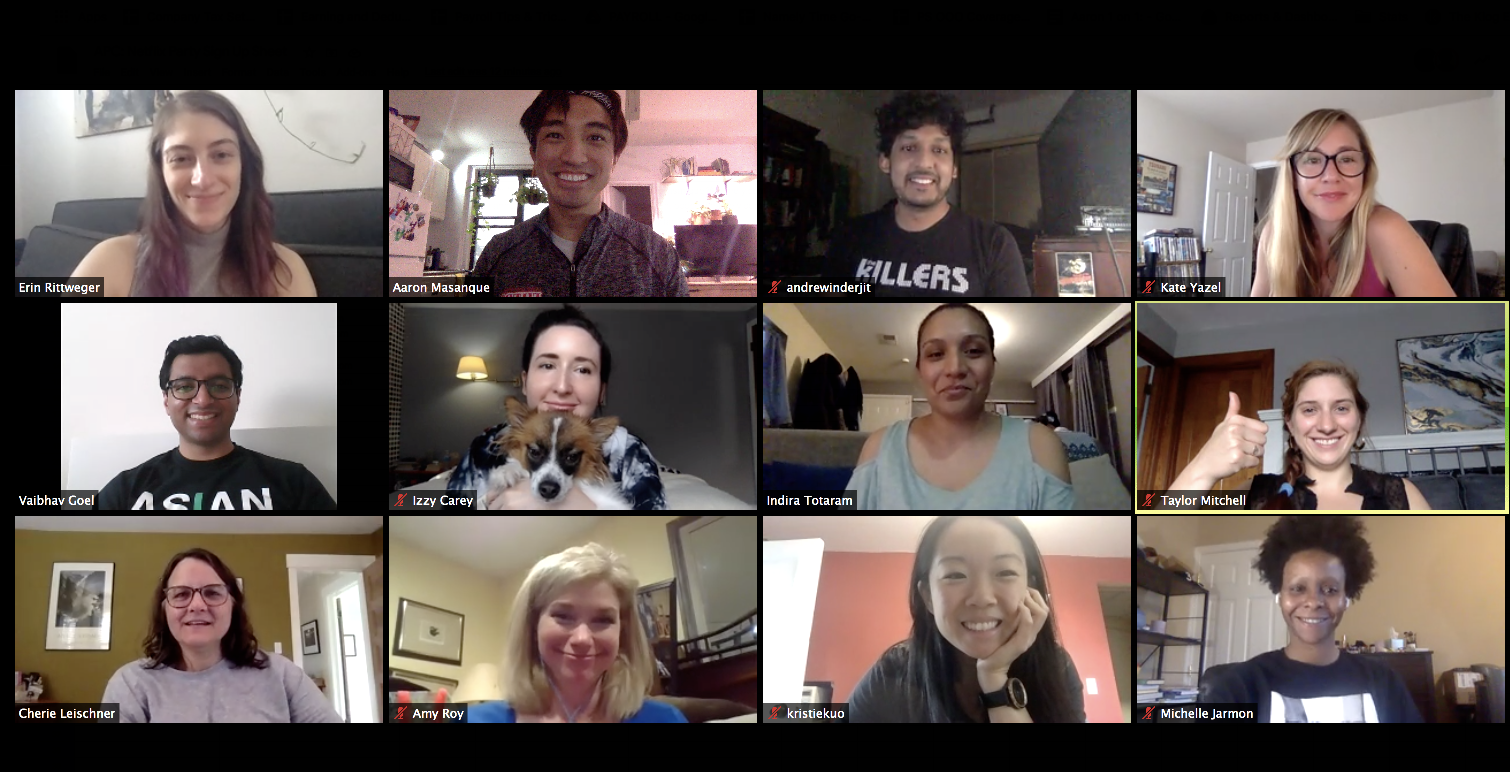 THE
KILLERS
Erin Rittweger
Aaron Masanque
andrewinderjit
Kate Yazel
ASIAN
Vaibhav Goel
Izzy Carey
Indira Totaram
Taylor Mitchell
Cherie Leischner
Amy Roy
kristiekuo
Michelle Jarmon